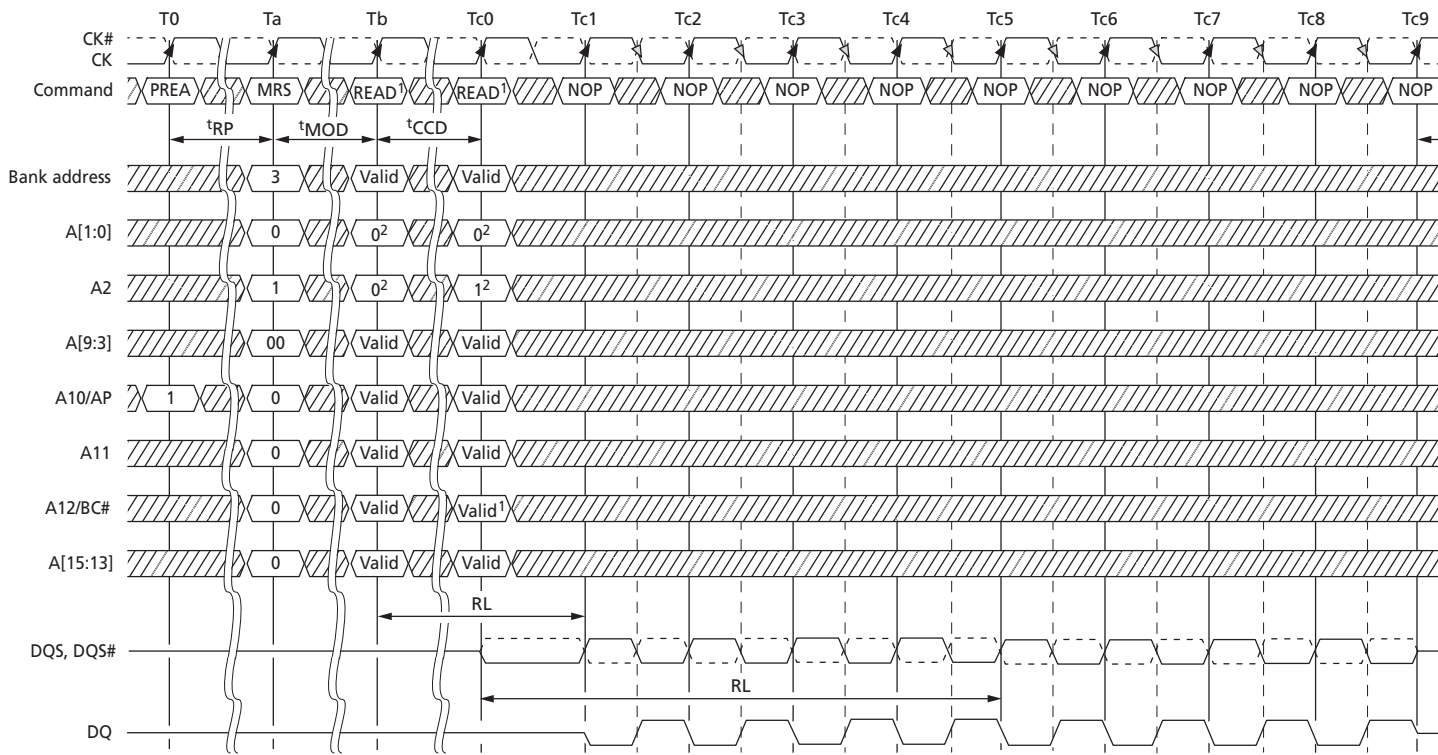 T0 Ta Tb Tc0 Tc1 Tc2 Tc3 Tc4 Tc5 Tc6 Tc7 Tc8 Tc9
CK#
CK
Command PREA MRS READ¹ READ¹ NOP NOP NOP NOP NOP NOP NOP NOP NOP
ᵗRP ᵗMOD ᵗCCD
Bank address 3 Valid Valid
A[1:0] 0 0² 0²
A2 1 0² 1²
A[9:3] 00 Valid Valid
A10/AP 1 0 Valid Valid
A11 0 Valid Valid
A12/BC# 0 Valid Valid¹
A[15:13] 0 Valid Valid
RL
DQS, DQS#
RL
DQ